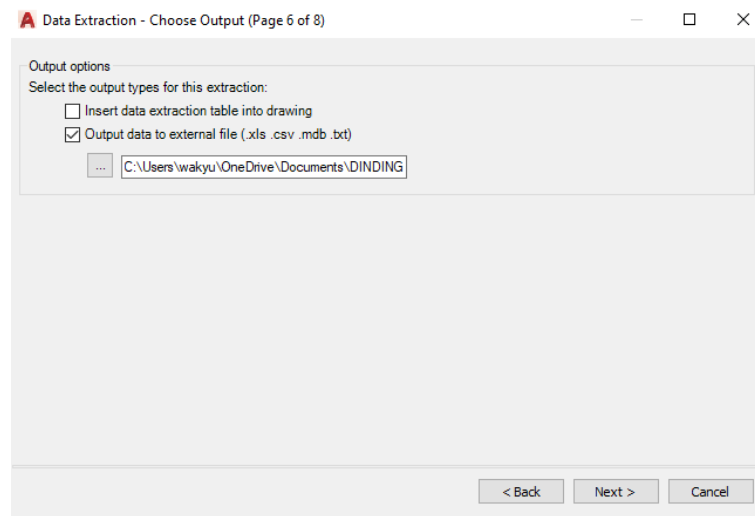 Data Extraction - Choose Output (Page 6 of 8)
Output options
Select the output types for this extraction:
Insert data extraction table into drawing
Output data to external file (.xls .csv .mdb .txt)
... C:\Users\wakyu\OneDrive\Documents\DINDING
< Back Next > Cancel